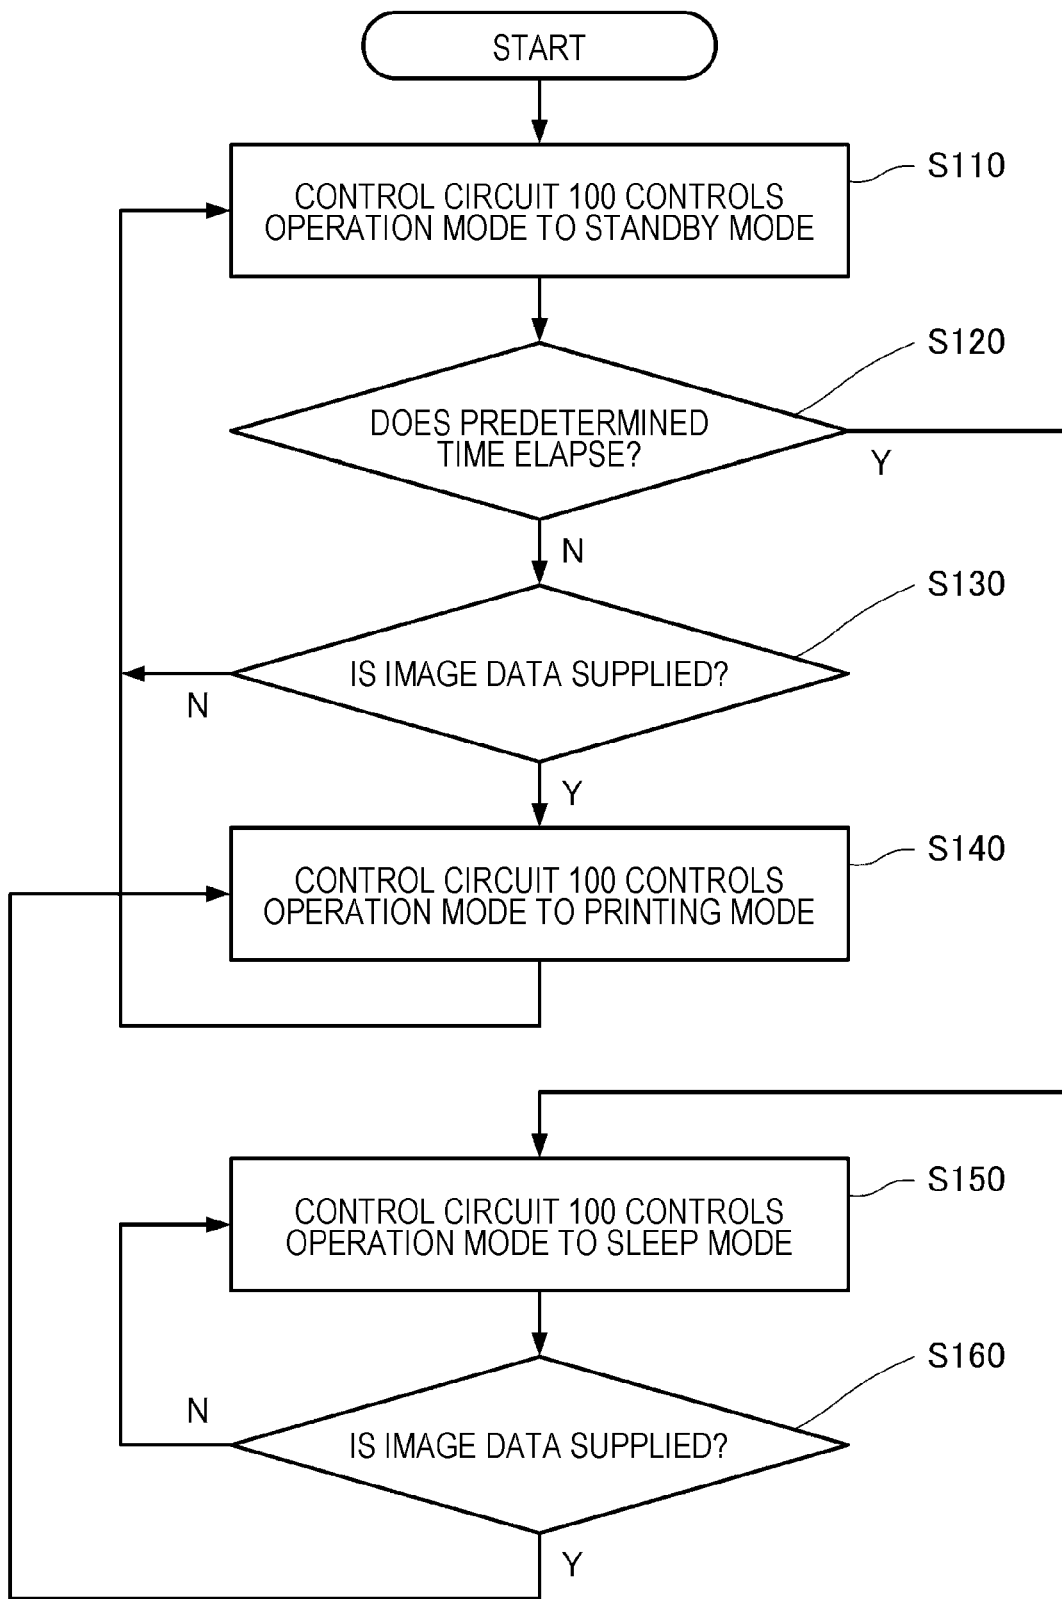 START
CONTROL CIRCUIT 100 CONTROLS
OPERATION MODE TO STANDBY MODE
S110
DOES PREDETERMINED
TIME ELAPSE?
S120
Y
N
IS IMAGE DATA SUPPLIED?
S130
N
Y
CONTROL CIRCUIT 100 CONTROLS
OPERATION MODE TO PRINTING MODE
S140
CONTROL CIRCUIT 100 CONTROLS
OPERATION MODE TO SLEEP MODE
S150
IS IMAGE DATA SUPPLIED?
S160
N
Y